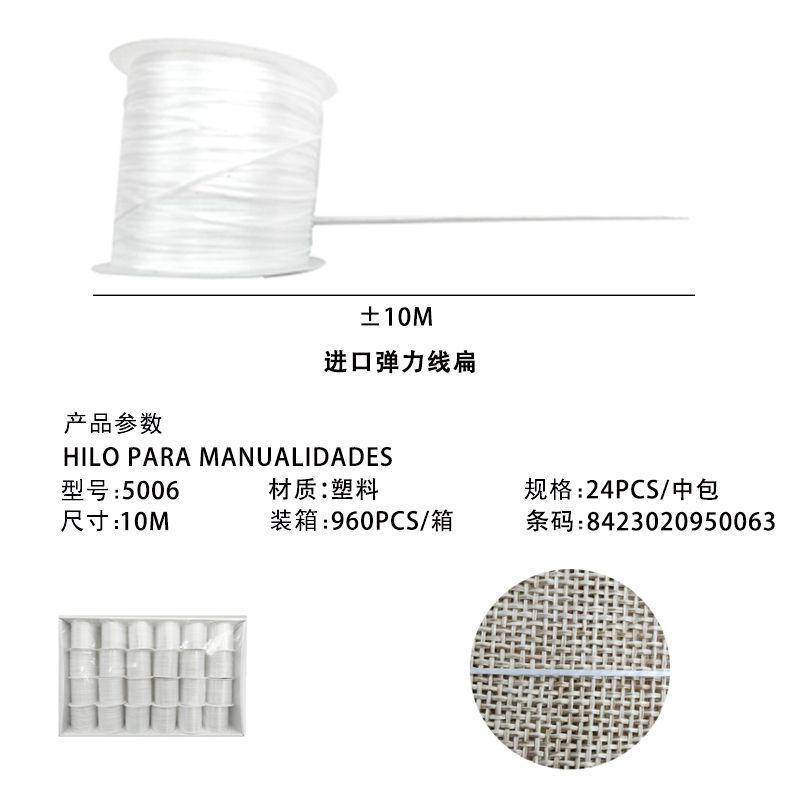 ±10M
进口弹力线扁
产品参数
HILO PARA MANUALIDADES
型号:5006 材质:塑料 规格:24PCS/中包
尺寸:10M 装箱:960PCS/箱 条码:8423020950063